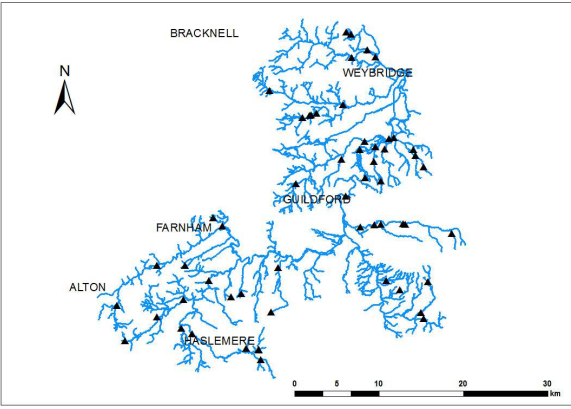 BRACKNELL
N
WEYBRIDGE
GUILDFORD
FARNHAM
ALTON
HASLEMERE
0 5 10 20 30
km